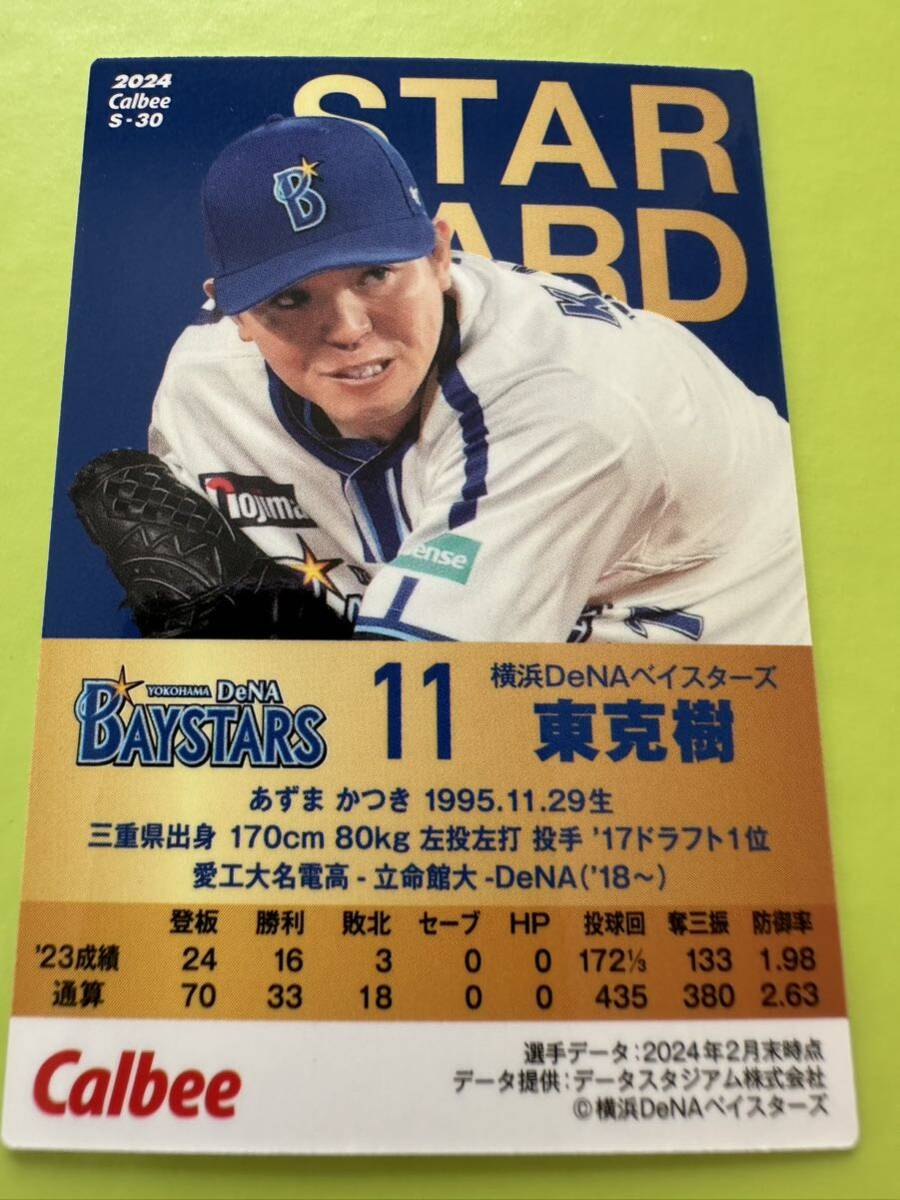 2024
Calbee
S-30
STAR
CARD
B
K
Nojima
ense
YOKOHAMA DeNA
BAYSTARS
11
横浜DeNAベイスターズ
東克樹
あずま かつき 1995.11.29生
三重県出身 170cm 80kg 左投左打 投手 '17ドラフト1位
愛工大名電高-立命館大-DeNA('18〜)
登板 勝利 敗北 セーブ HP 投球回 奪三振 防御率
'23成績 24 16 3 0 0 172⅓ 133 1.98
通算 70 33 18 0 0 435 380 2.63
Calbee
選手データ:2024年2月末時点
データ提供:データスタジアム株式会社
©横浜DeNAベイスターズ